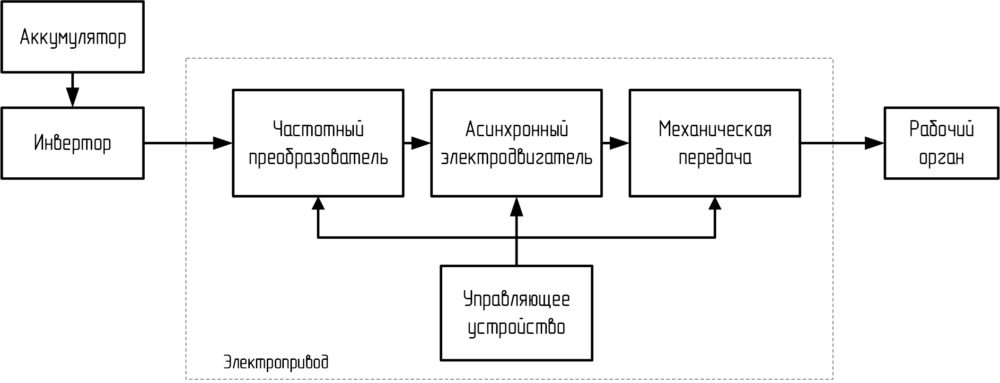 Аккумулятор
Инвертор
Частотный
преобразователь
Асинхронный
электродвигатель
Механическая
передача
Рабочий
орган
Управляющее
устройство
Электропривод